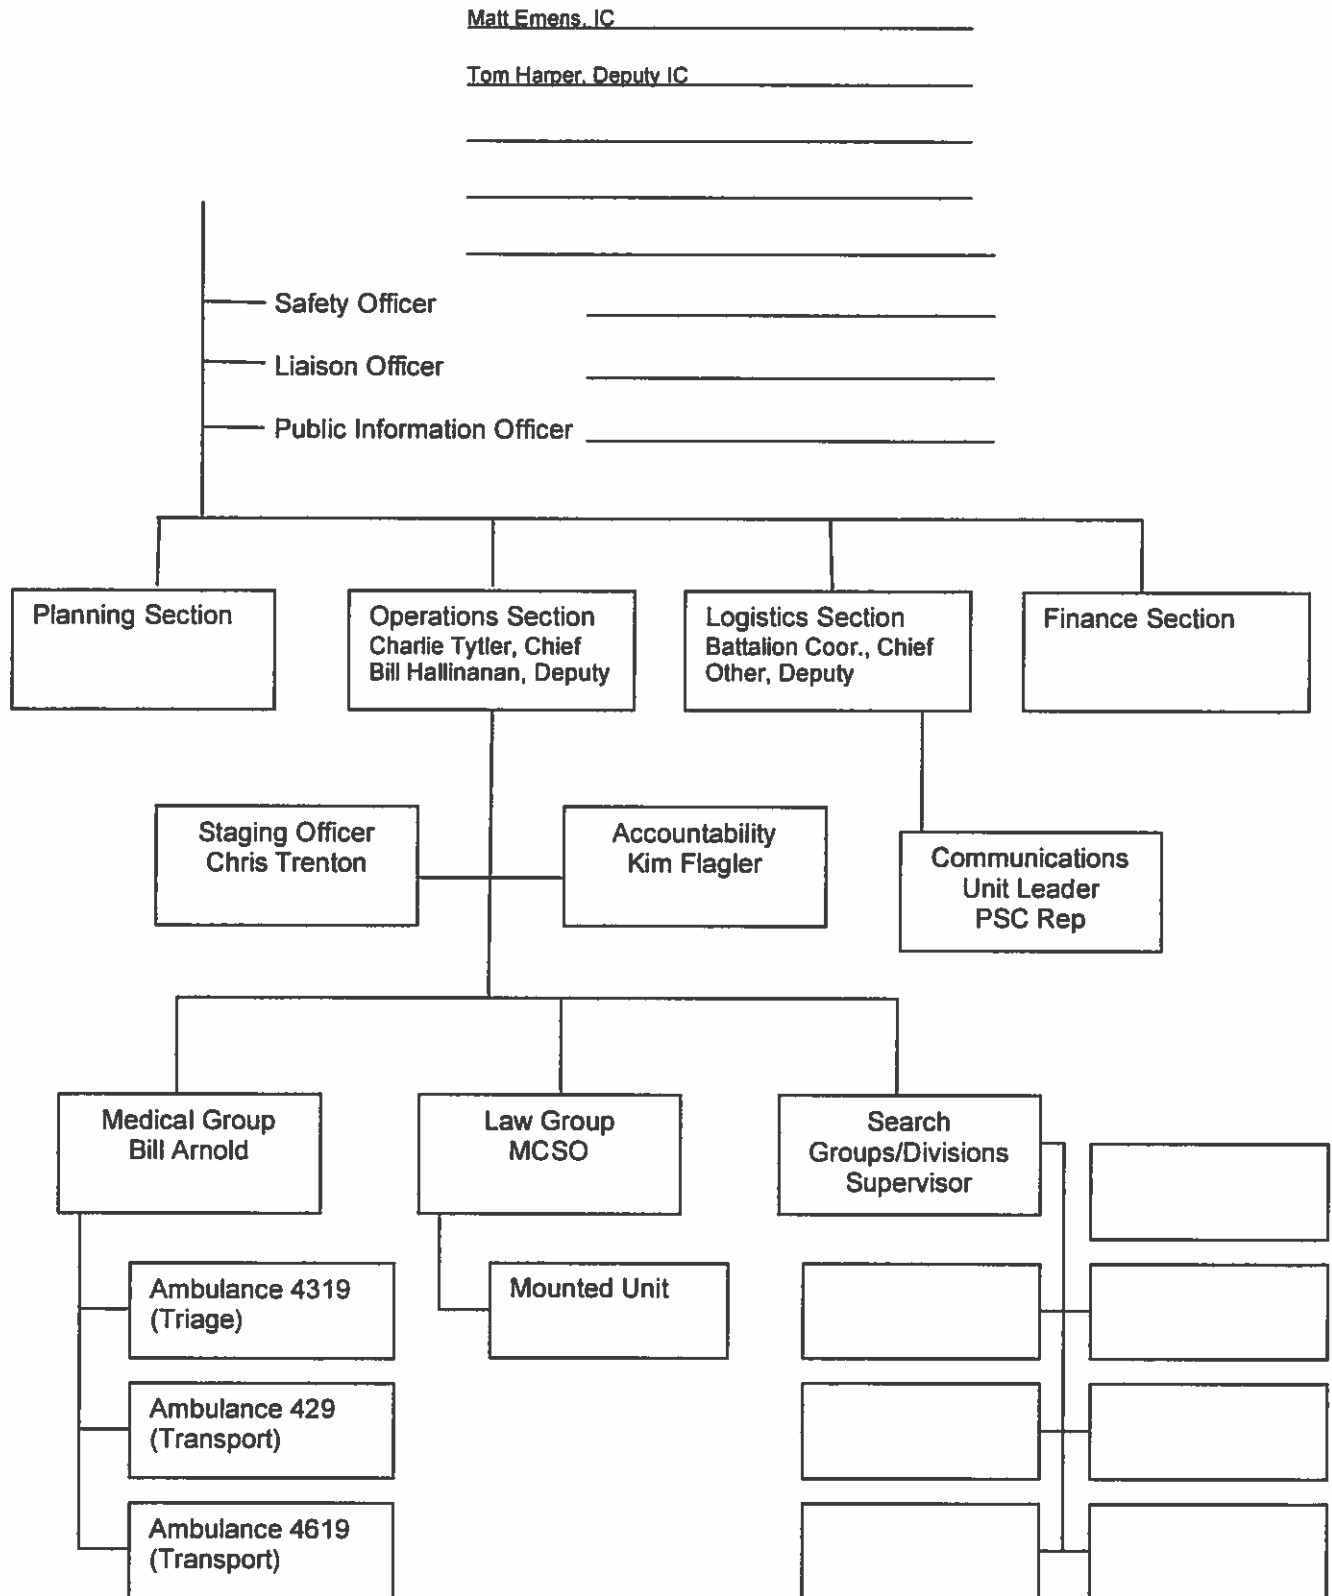 Matt Emens, IC
Tom Harper, Deputy IC
Safety Officer
Liaison Officer
Public Information Officer
Planning Section
Operations Section
Charlie Tytler, Chief
Bill Hallinanan, Deputy
Logistics Section
Battalion Coor., Chief
Other, Deputy
Finance Section
Staging Officer
Chris Trenton
Accountability
Kim Flagler
Communications
Unit Leader
PSC Rep
Medical Group
Bill Arnold
Law Group
MCSO
Search
Groups/Divisions
Supervisor
Ambulance 4319
(Triage)
Mounted Unit
Ambulance 429
(Transport)
Ambulance 4619
(Transport)